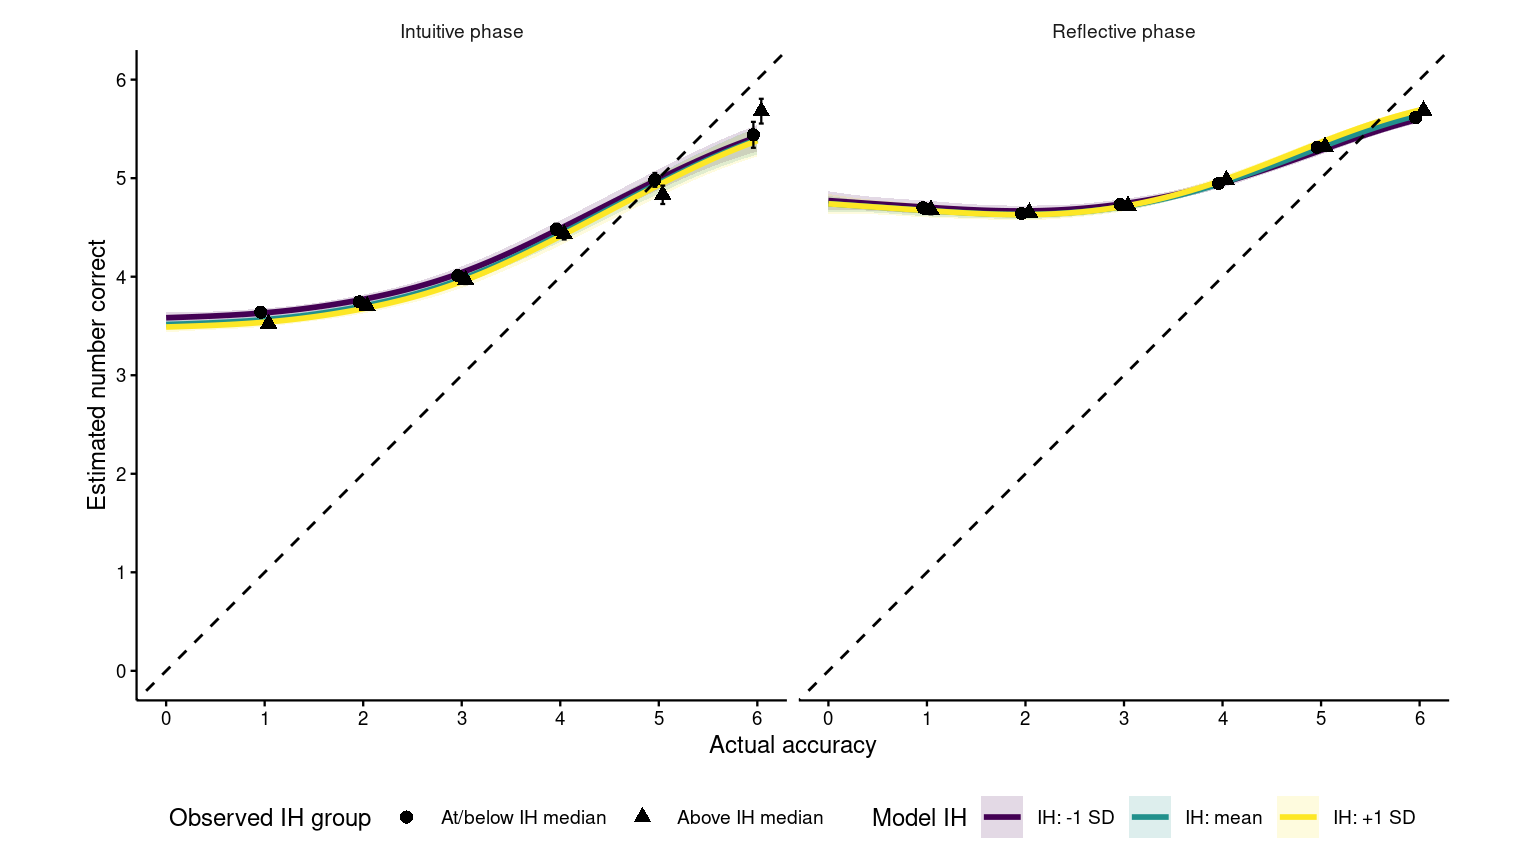 Intuitive phase
Reflective phase
Estimated number correct
6
5
4
3
2
1
0
0 1 2 3 4 5 6
0 1 2 3 4 5 6
Actual accuracy
Observed IH group At/below IH median Above IH median Model IH IH: -1 SD IH: mean IH: +1 SD